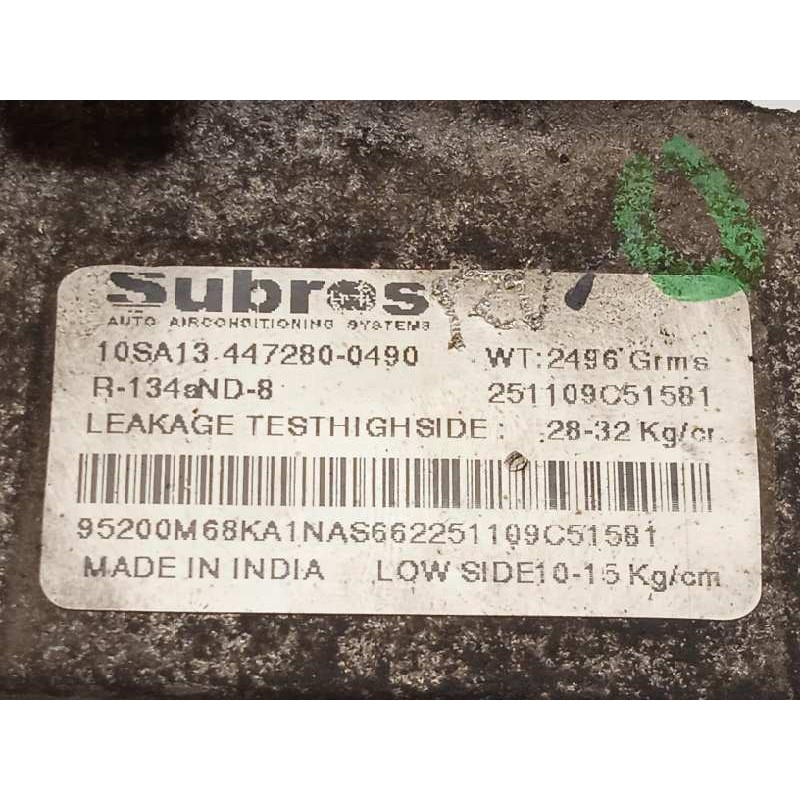 Subros
AUTO AIRCONDITIONING SYSTEMS
10SA13 447280-0490 WT:2496 Grms
R-134aND-8 251109C51581
LEAKAGE TESTHIGHSIDE : 28-32 Kg/cr
95200M68KA1NAS662251109C51581
MADE IN INDIA LOW SIDE10-15 Kg/cm